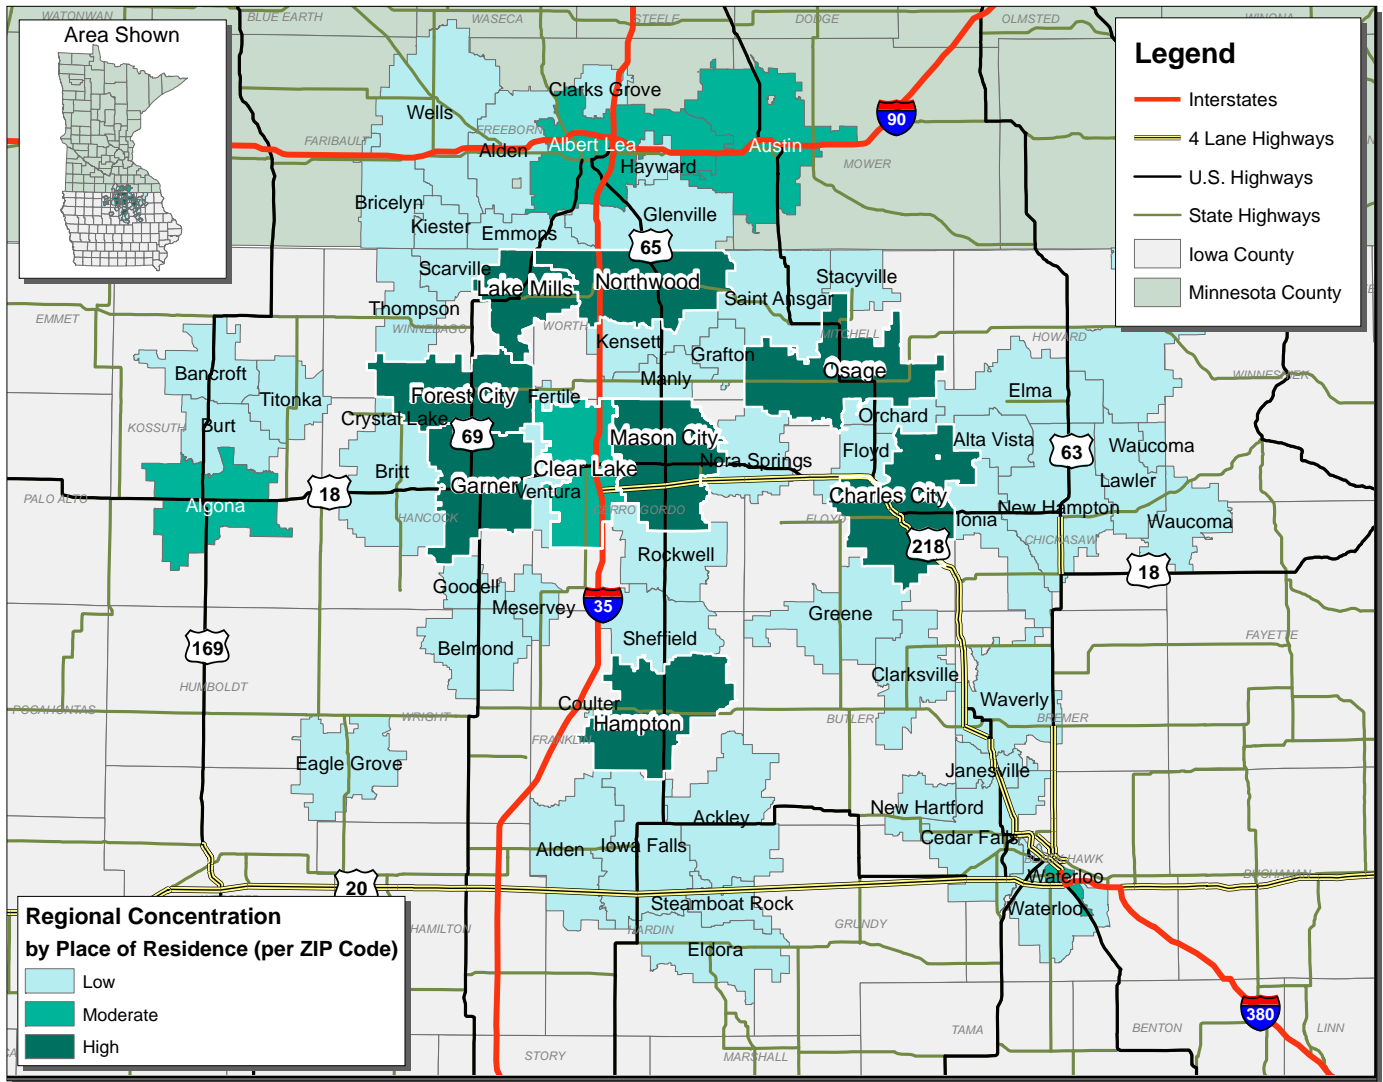 WATONWAN
BLUE EARTH
WASECA
STEELE
DODGE
OLMSTED
WINONA
Area Shown
Legend
Interstates
4 Lane Highways
U.S. Highways
State Highways
Iowa County
Minnesota County
Clarks Grove
Wells
90
FREEBORN
FARIBAULT
Alden
Albert Lea
Austin
MOWER
Hayward
Bricelyn
Kiester
Emmons
Glenville
65
Scarville
Lake Mills
Northwood
Stacyville
Saint Ansgar
Thompson
EMMET
WINNEBAGO
WORTH
MITCHELL
HOWARD
Kensett
Grafton
Bancroft
Manly
Osage
WINNESHIEK
Titonka
Forest City
Fertile
Elma
Crystal Lake
Orchard
KOSSUTH
Burt
69
Mason City
Alta Vista
Waucoma
Floyd
63
Clear Lake
Nora Springs
Britt
Lawler
Garner
Ventura
18
Charles City
PALO ALTO
Algona
New Hampton
CERRO GORDO
HANCOCK
FLOYD
Ionia
Waucoma
CHICKASAW
218
Rockwell
18
Goodell
Meservey
35
Greene
Sheffield
FAYETTE
169
Belmond
HUMBOLDT
Clarksville
Waverly
Coulter
POCAHONTAS
WRIGHT
Hampton
BUTLER
BREMER
FRANKLIN
Eagle Grove
Janesville
New Hartford
Ackley
Cedar Falls
Alden
Iowa Falls
BLACK HAWK
Waterloo
BUCHANAN
20
Steamboat Rock
Waterloo
HAMILTON
HARDIN
GRUNDY
Eldora
Regional Concentration
by Place of Residence (per ZIP Code)
Low
Moderate
High
380
STORY
MARSHALL
TAMA
BENTON
LINN